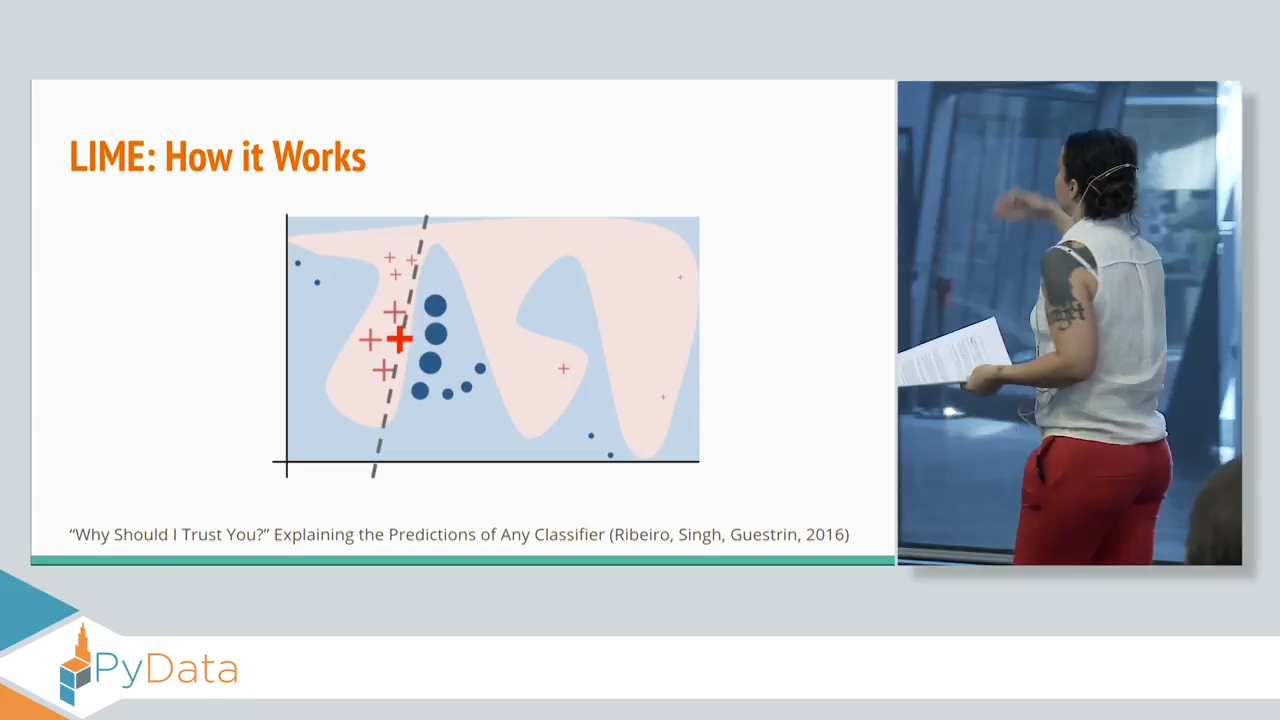 LIME: How it Works
“Why Should I Trust You?” Explaining the Predictions of Any Classifier (Ribeiro, Singh, Guestrin, 2016)
PyData